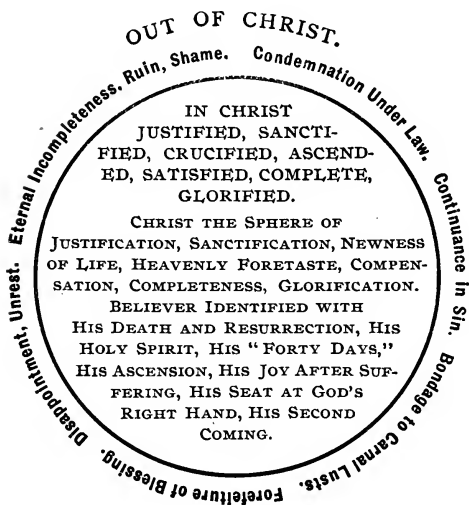 OUT OF CHRIST.
Condemnation Under Law. Continuance in Sin. Bondage to Carnal Lusts. Forefeiture of Blessing. Disappointment, Unrest. Eternal Incompleteness, Ruin, Shame.
IN CHRIST
JUSTIFIED, SANCTI-
FIED, CRUCIFIED, ASCEND-
ED, SATISFIED, COMPLETE,
GLORIFIED.
CHRIST THE SPHERE OF
JUSTIFICATION, SANCTIFICATION, NEWNESS
OF LIFE, HEAVENLY FORETASTE, COMPEN-
SATION, COMPLETENESS, GLORIFICATION.
BELIEVER IDENTIFIED WITH
HIS DEATH AND RESURRECTION, HIS
HOLY SPIRIT, HIS "FORTY DAYS,"
HIS ASCENSION, HIS JOY AFTER SUF-
FERING, HIS SEAT AT GOD'S
RIGHT HAND, HIS SECOND
COMING.